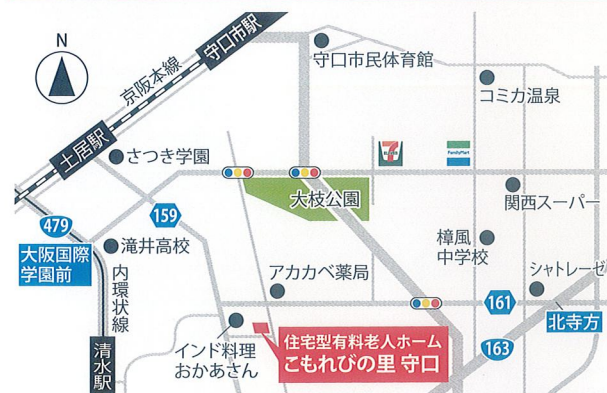 N
守口市駅
京阪本線
守口市民体育館
コミカ温泉
土居駅
さつき学園
7
ELEVEN
FamilyMart
大枝公園
関西スーパー
479
159
大阪国際
学園前
滝井高校
内環状線
樟風
中学校
アカカベ薬局
シャトレーゼ
161
北寺方
163
清水駅
インド料理
おかあさん
住宅型有料老人ホーム
こもれびの里 守口